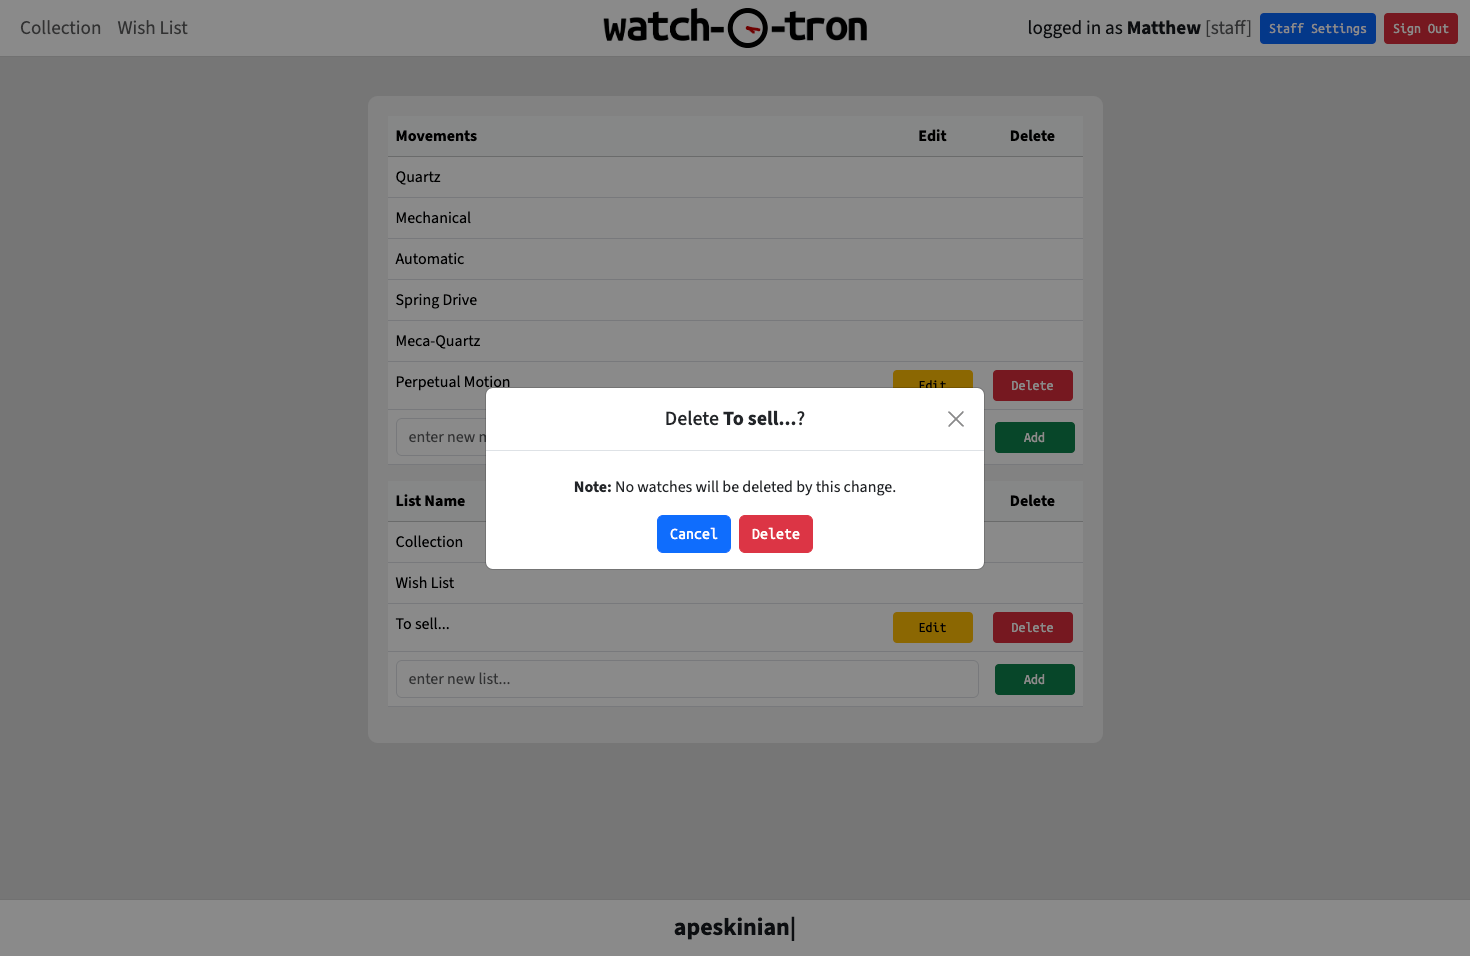 Collection Wish List watch-O-tron logged in as Matthew [staff] Staff Settings Sign Out
Movements Edit Delete
Quartz
Mechanical
Automatic
Spring Drive
Meca-Quartz
Perpetual Motion Edit Delete
enter new Add
Delete To sell...?
Note: No watches will be deleted by this change.
Cancel Delete
List Name Delete
Collection
Wish List
To sell... Edit Delete
enter new list... Add
apeskinian|